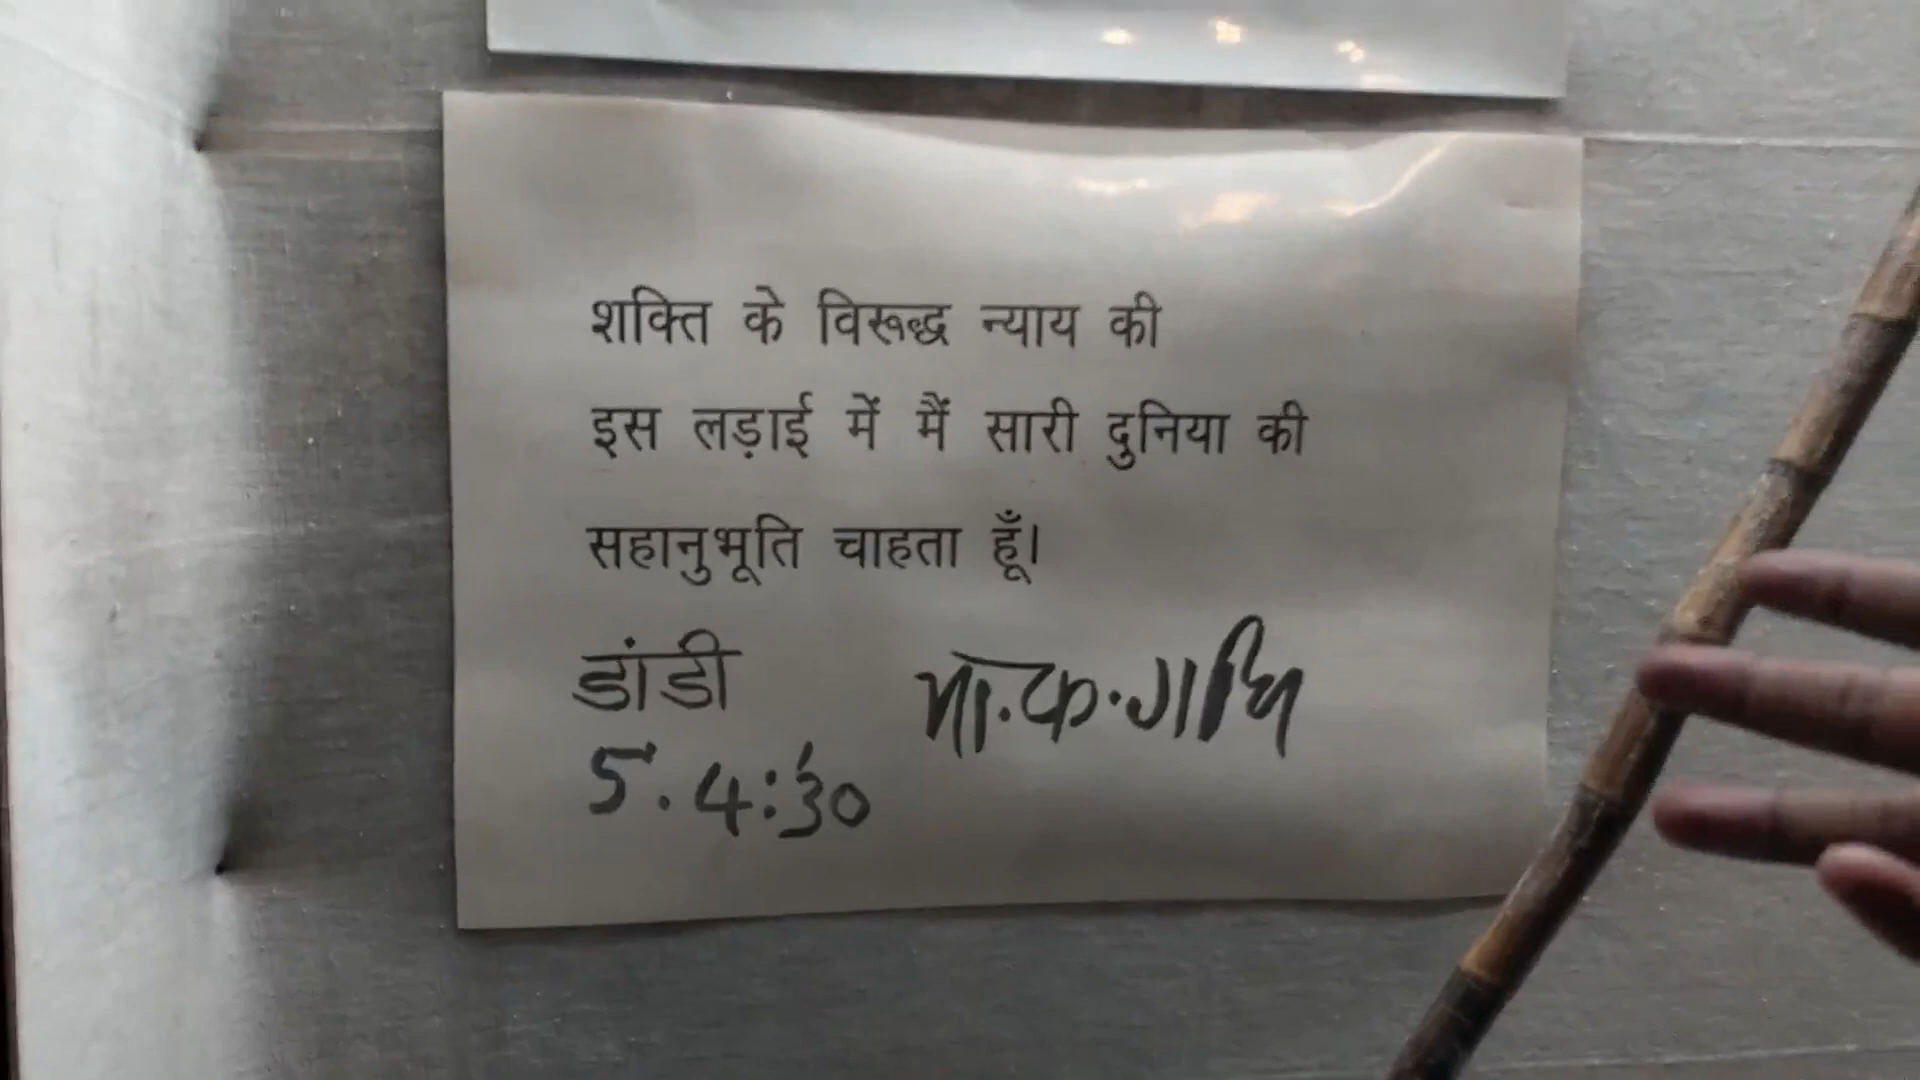 शक्ति के विरूद्ध न्याय की
इस लड़ाई में मैं सारी दुनिया की
सहानुभूति चाहता हूँ।
डांडी
मो.क.गांधी
5.4:30